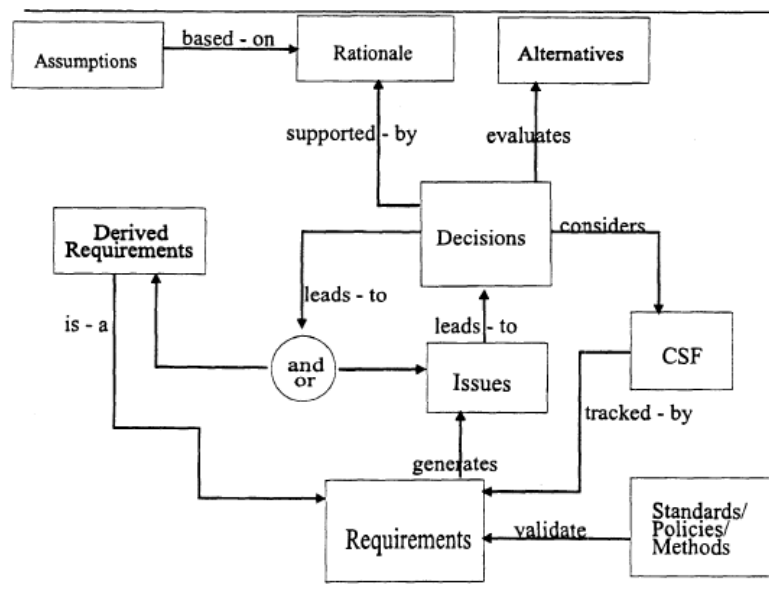 Assumptions
based - on
Rationale
Alternatives
supported - by
evaluates
Derived
Requirements
Decisions
considers
is - a
leads - to
leads - to
and
or
Issues
CSF
tracked - by
generates
Requirements
validate
Standards/
Policies/
Methods